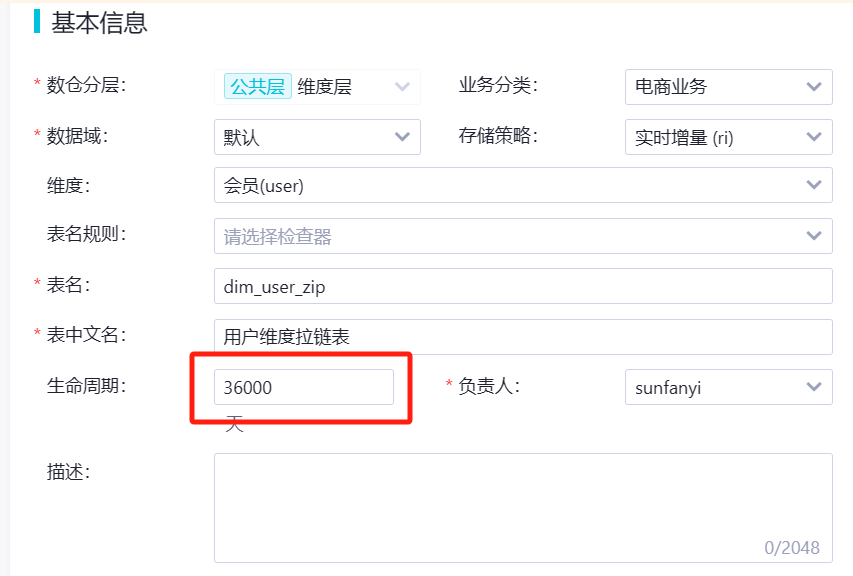 基本信息
* 数仓分层： 公共层 维度层 业务分类： 电商业务
* 数据域： 默认 存储策略： 实时增量 (ri)
维度： 会员(user)
表名规则： 请选择检查器
* 表名： dim_user_zip
* 表中文名： 用户维度拉链表
生命周期： 36000 * 负责人： sunfanyi
天
描述：
0/2048